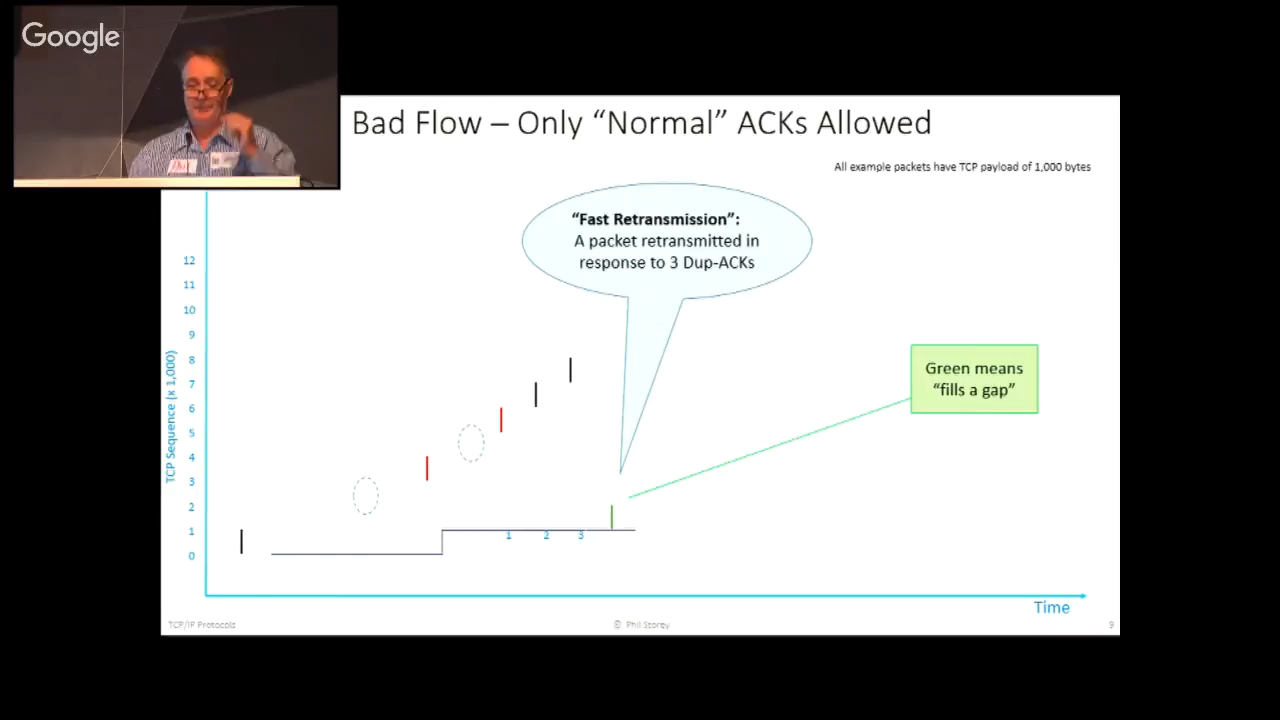 Google
Bad Flow – Only “Normal” ACKs Allowed
All example packets have TCP payload of 1,000 bytes
“Fast Retransmission”:
A packet retransmitted in
response to 3 Dup-ACKs
Green means
“fills a gap”
TCP Sequence (x 1,000)
12
11
10
9
8
7
6
5
4
3
2
1
0
1 2 3
Time
TCP/IP Protocols
© Phil Storey
9